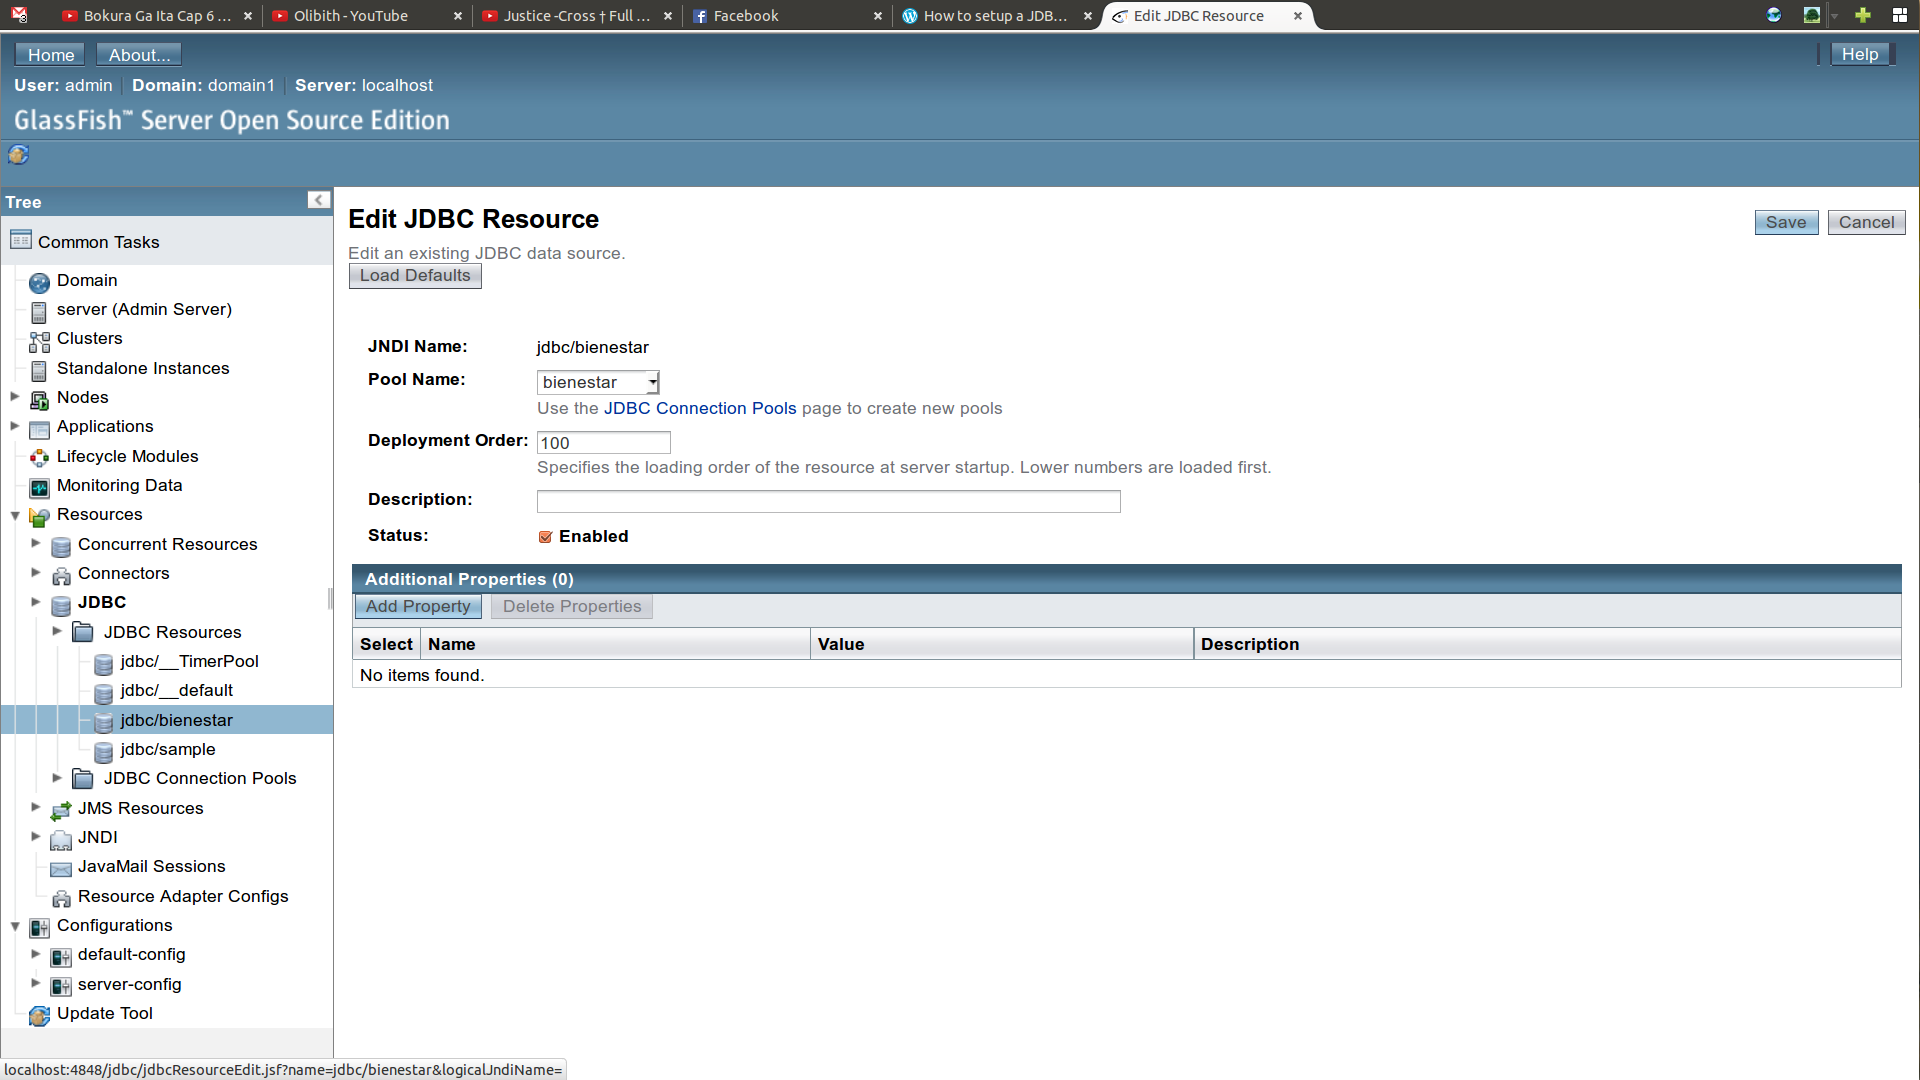 Bokura Ga Ita Cap 6 ...
Olibith - YouTube
Justice -Cross † Full ...
Facebook
How to setup a JDB...
Edit JDBC Resource
Home
About...
Help
User: admin
Domain: domain1
Server: localhost
GlassFish™ Server Open Source Edition
Tree
Common Tasks
Domain
server (Admin Server)
Clusters
Standalone Instances
Nodes
Applications
Lifecycle Modules
Monitoring Data
Resources
Concurrent Resources
Connectors
JDBC
JDBC Resources
jdbc/__TimerPool
jdbc/__default
jdbc/bienestar
jdbc/sample
JDBC Connection Pools
JMS Resources
JNDI
JavaMail Sessions
Resource Adapter Configs
Configurations
default-config
server-config
Update Tool
Edit JDBC Resource
Save
Cancel
Edit an existing JDBC data source.
Load Defaults
JNDI Name: jdbc/bienestar
Pool Name: bienestar
Use the JDBC Connection Pools page to create new pools
Deployment Order: 100
Specifies the loading order of the resource at server startup. Lower numbers are loaded first.
Description:
Status: Enabled
Additional Properties (0)
Add Property
Delete Properties
Select Name Value Description
No items found.
localhost:4848/jdbc/jdbcResourceEdit.jsf?name=jdbc/bienestar&logicalJndiName=